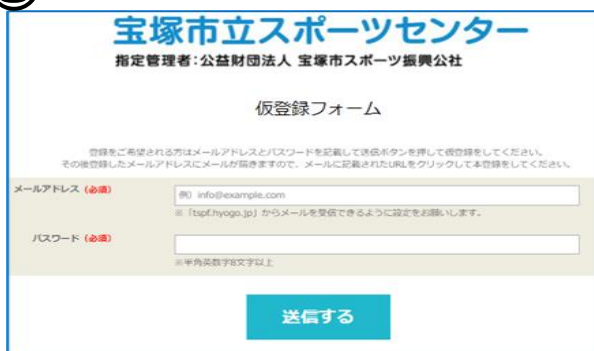 宝塚市立スポーツセンター
指定管理者:公益財団法人 宝塚市スポーツ振興公社
仮登録フォーム
登録をご希望される方はメールアドレスとパスワードを記載して送信ボタンを押して仮登録をしてください。
その後登録したメールアドレスにメールが届きますので、メールに記載されたURLをクリックして本登録をしてください。
メールアドレス (必須)
例) info@example.com
※「tspf.hyogo.jp」からメールを受信できるように設定をお願いします。
パスワード (必須)
※半角英数字8文字以上
送信する